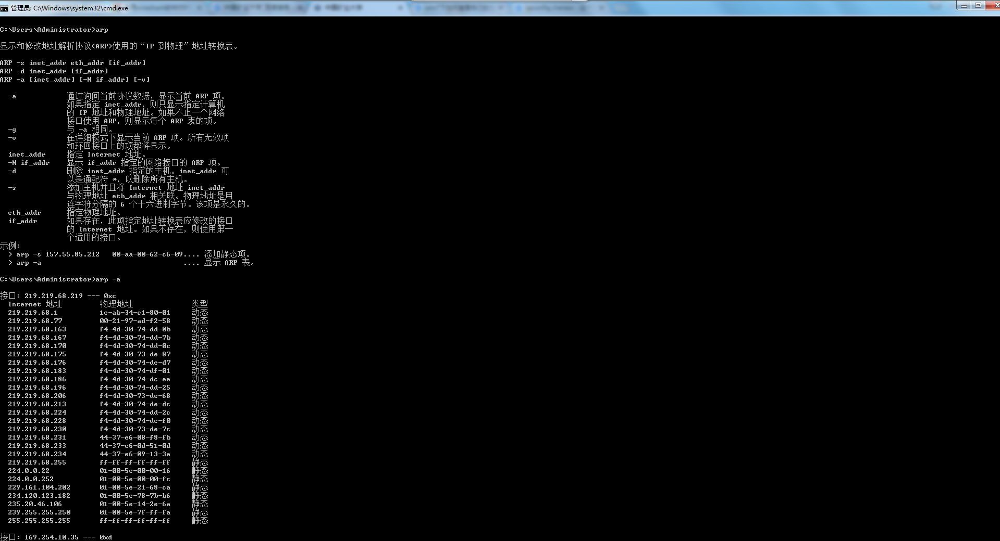 管理员: C:\Windows\system32\cmd.exe
C:\Users\Administrator>arp
显示和修改地址解析协议(ARP)使用的“IP 到物理”地址转换表。
ARP -s inet_addr eth_addr [if_addr]
ARP -d inet_addr [if_addr]
ARP -a [inet_addr] [-N if_addr] [-v]
-a 通过询问当前协议数据，显示当前 ARP 项。
如果指定 inet_addr，则只显示指定计算机
的 IP 地址和物理地址。如果不止一个网络
接口使用 ARP，则显示每个 ARP 表的项。
-g 与 -a 相同。
-v 在详细模式下显示当前 ARP 项。所有无效项
和环回接口上的项都将显示。
inet_addr 指定 Internet 地址。
-N if_addr 显示 if_addr 指定的网络接口的 ARP 项。
-d 删除 inet_addr 指定的主机。inet_addr 可
以是通配符 *，以删除所有主机。
-s 添加主机并且将 Internet 地址 inet_addr
与物理地址 eth_addr 相关联。物理地址是用
连字符分隔的 6 个十六进制字节。该项是永久的。
eth_addr 指定物理地址。
if_addr 如果存在，此项指定地址转换表应修改的接口
的 Internet 地址。如果不存在，则使用第一
个适用的接口。
示例:
> arp -s 157.55.85.212 00-aa-00-62-c6-09.... 添加静态项。
> arp -a .... 显示 ARP 表。
C:\Users\Administrator>arp -a
接口: 219.219.68.219 --- 0xc
Internet 地址 物理地址 类型
219.219.68.1 1c-ab-34-c1-80-01 动态
219.219.68.77 00-21-97-ad-f2-58 动态
219.219.68.163 f4-4d-30-74-dd-0b 动态
219.219.68.167 f4-4d-30-74-dd-7b 动态
219.219.68.170 f4-4d-30-74-dd-0c 动态
219.219.68.175 f4-4d-30-73-de-87 动态
219.219.68.176 f4-4d-30-74-de-d7 动态
219.219.68.183 f4-4d-30-74-df-01 动态
219.219.68.186 f4-4d-30-74-dc-ee 动态
219.219.68.196 f4-4d-30-74-dd-25 动态
219.219.68.206 f4-4d-30-73-de-68 动态
219.219.68.213 f4-4d-30-74-de-dc 动态
219.219.68.224 f4-4d-30-74-dd-2c 动态
219.219.68.228 f4-4d-30-74-dc-f0 动态
219.219.68.230 f4-4d-30-73-de-7c 动态
219.219.68.231 44-37-e6-08-f8-fb 动态
219.219.68.233 44-37-e6-0d-51-0d 动态
219.219.68.234 44-37-e6-09-13-3a 动态
219.219.68.255 ff-ff-ff-ff-ff-ff 静态
224.0.0.22 01-00-5e-00-00-16 静态
224.0.0.252 01-00-5e-00-00-fc 静态
229.161.104.202 01-00-5e-21-68-ca 静态
234.120.123.182 01-00-5e-78-7b-b6 静态
235.20.46.106 01-00-5e-14-2e-6a 静态
239.255.255.250 01-00-5e-7f-ff-fa 静态
255.255.255.255 ff-ff-ff-ff-ff-ff 静态
接口: 169.254.10.35 --- 0xd